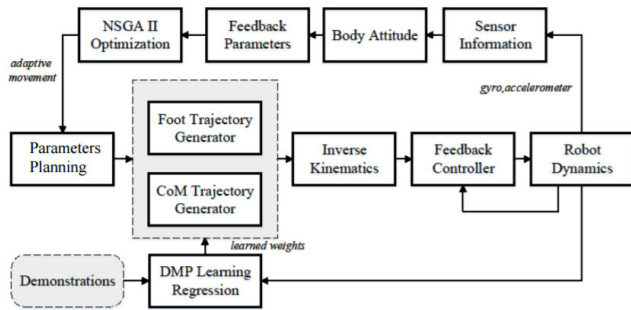 NSGA II
Optimization
Feedback
Parameters
Body Attitude
Sensor
Information
adaptive
movement
gyro,accelerometer
Parameters
Planning
Foot Trajectory
Generator
CoM Trajectory
Generator
Inverse
Kinematics
Feedback
Controller
Robot
Dynamics
learned weights
Demonstrations
DMP Learning
Regression